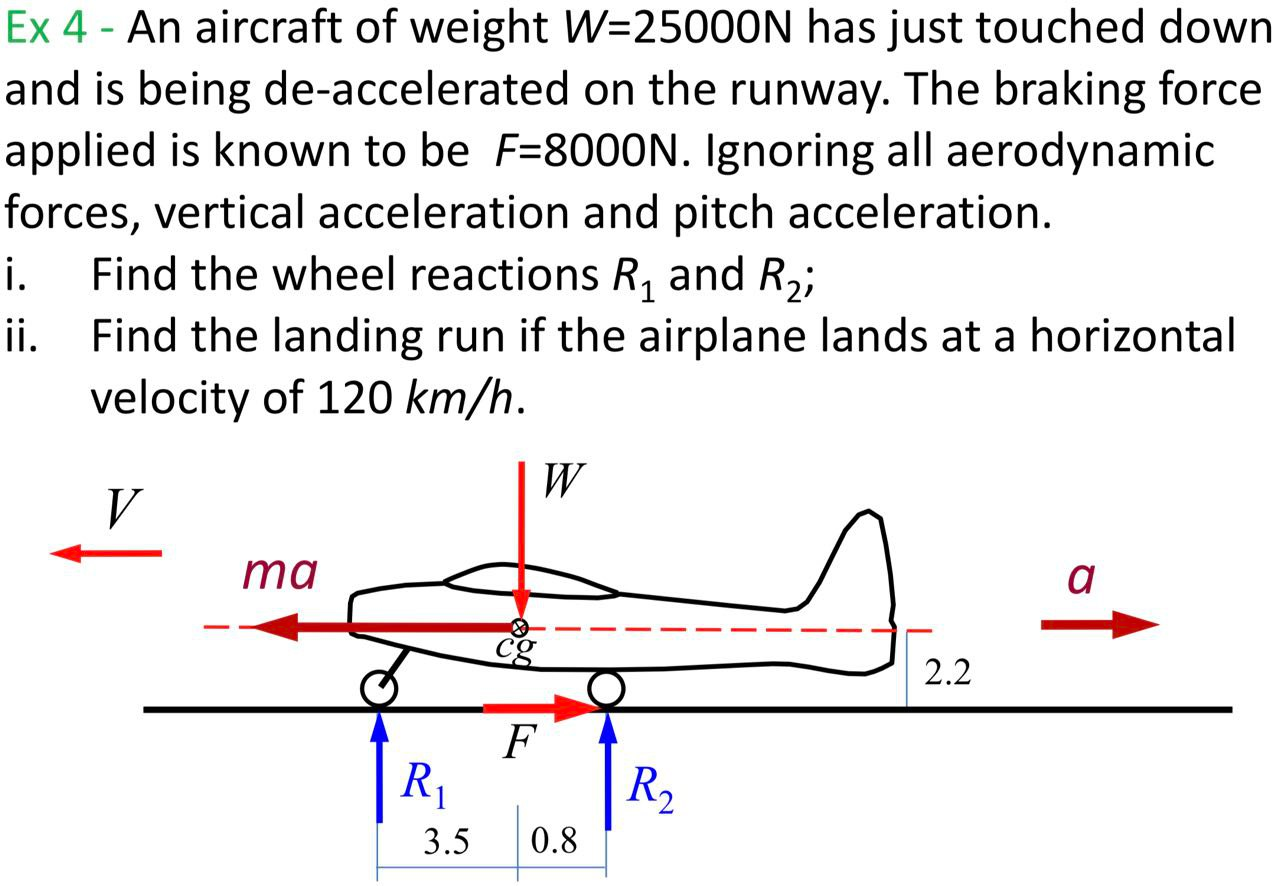 Ex 4 - An aircraft of weight W=25000N has just touched down
and is being de-accelerated on the runway. The braking force
applied is known to be F=8000N. Ignoring all aerodynamic
forces, vertical acceleration and pitch acceleration.
i. Find the wheel reactions R₁ and R₂;
ii. Find the landing run if the airplane lands at a horizontal
velocity of 120 km/h.
W
V
ma
a
cg
2.2
F
R₁
R₂
3.5
0.8